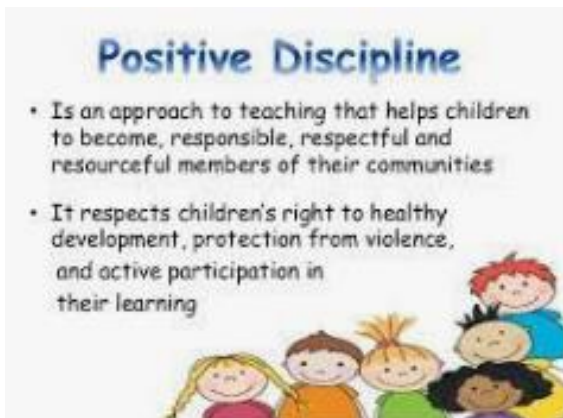 Positive Discipline
• Is an approach to teaching that helps children
to become, responsible, respectful and
resourceful members of their communities
• It respects children's right to healthy
development, protection from violence,
and active participation in
their learning